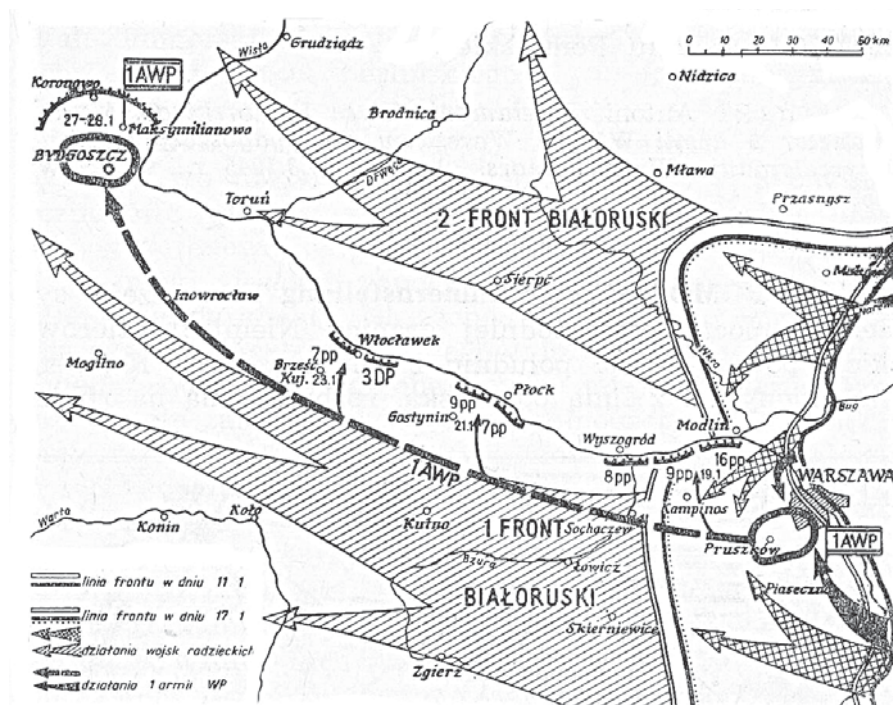 0 10 20 30 40 50 km
Grudziądz
Wisła
Nidzica
1AWP
Koronowo
27-26.1
Maksymilianowo
BYDGOSZCZ
Brodnica
Drwęca
Mława
Toruń
Przasnysz
2 FRONT BIAŁORUSKI
Sierpc
Inowrocław
Włocławek
Wkra
Mogilno
Brześć
Kuj.
23.1
7pp
3DP
Płock
9pp
Gostynin
21.1
7pp
Modlin
Bug
Wyszogród
8pp
9pp
19.1
16pp
WARSZAWA
1AWP
Kampinos
Warta
Konin
Koło
Kutno
1 FRONT
Sochaczew
Pruszków
1AWP
Bzura
Łowicz
BIAŁORUSKI
Skierniewice
Zgierz
linia frontu w dniu 11 1
linia frontu w dniu 17 1
działania wojsk radzieckich
działania 1 armii WP